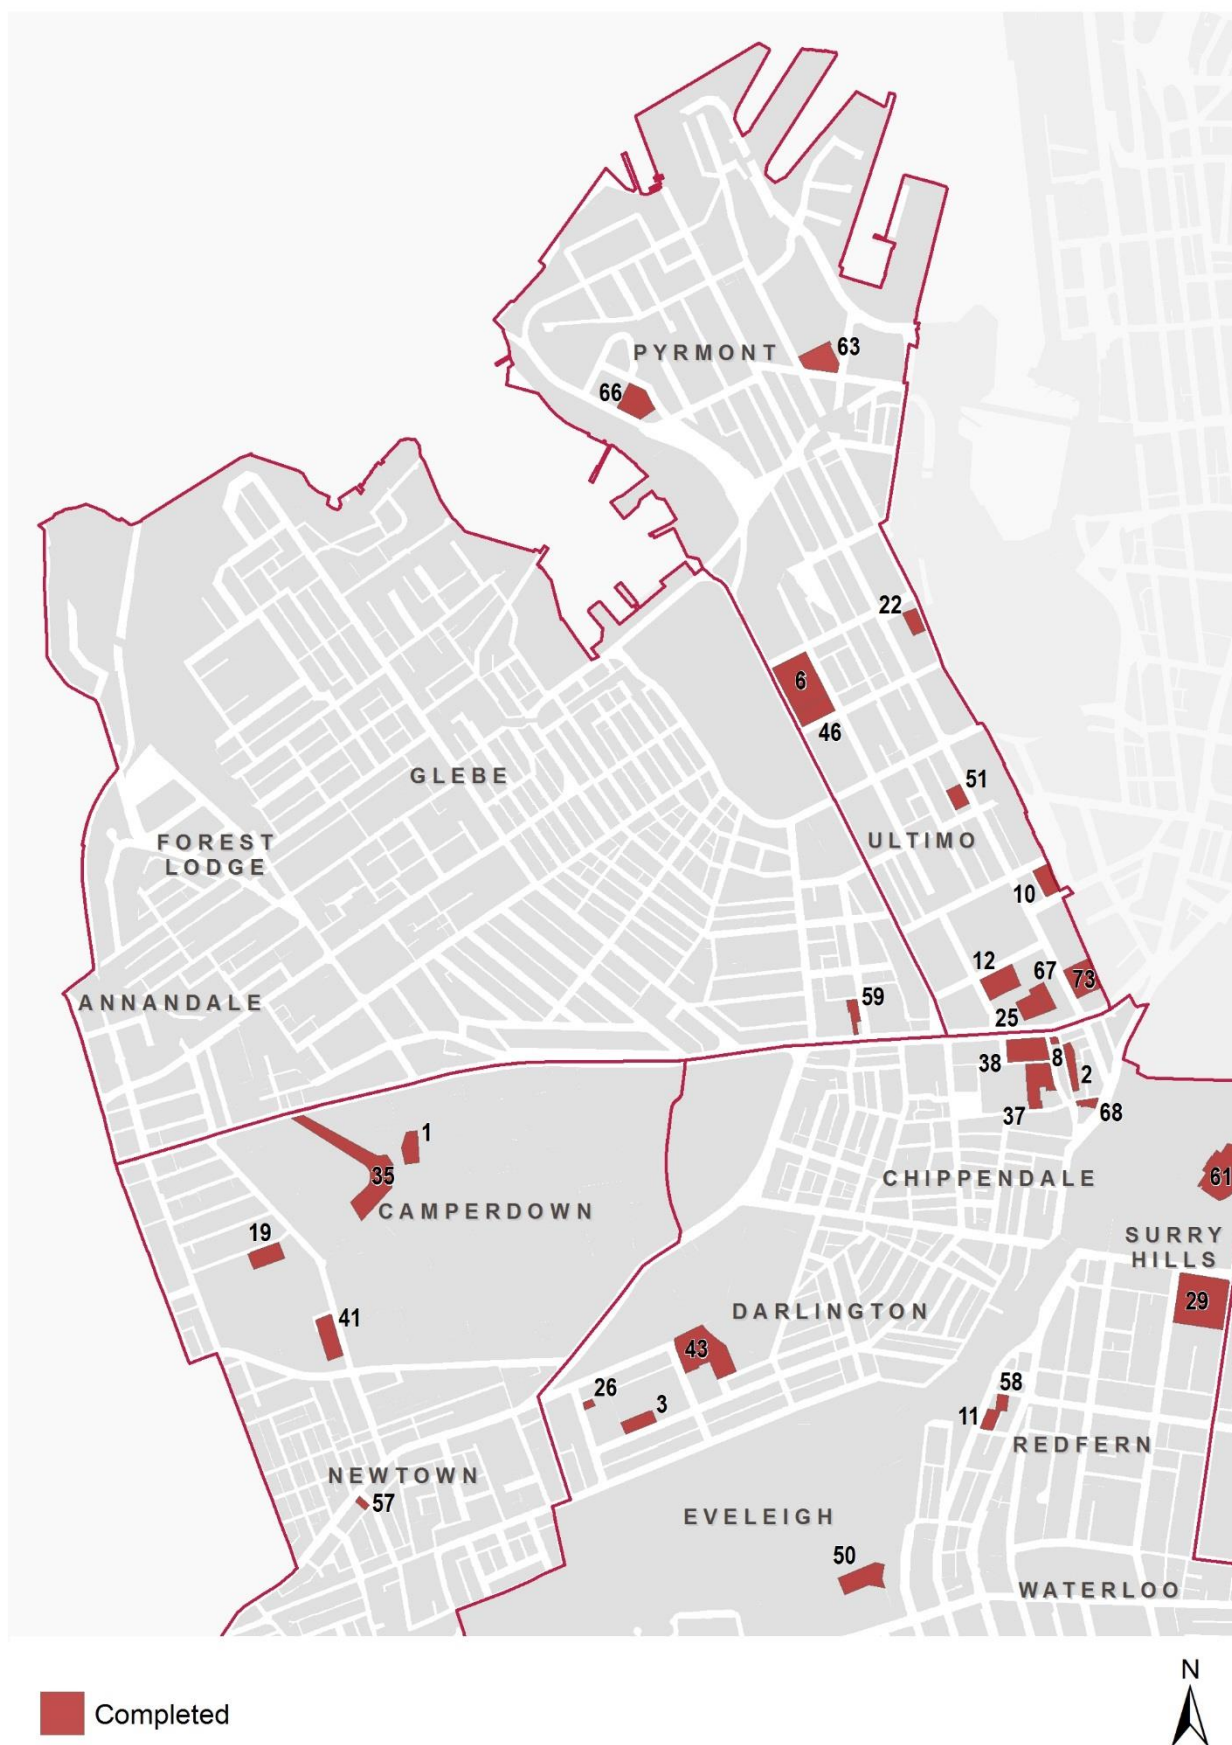 PYRMONT
63
66
22
6
46
GLEBE
51
FOREST
LODGE
ULTIMO
10
12
67
73
ANNANDALE
59
25
38
8
2
37
68
1
35
CHIPPENDALE
61
CAMPERDOWN
19
SURRY
HILLS
29
41
DARLINGTON
43
26
3
58
11
REDFERN
NEWTOWN
57
EVELEIGH
50
WATERLOO
Completed
N